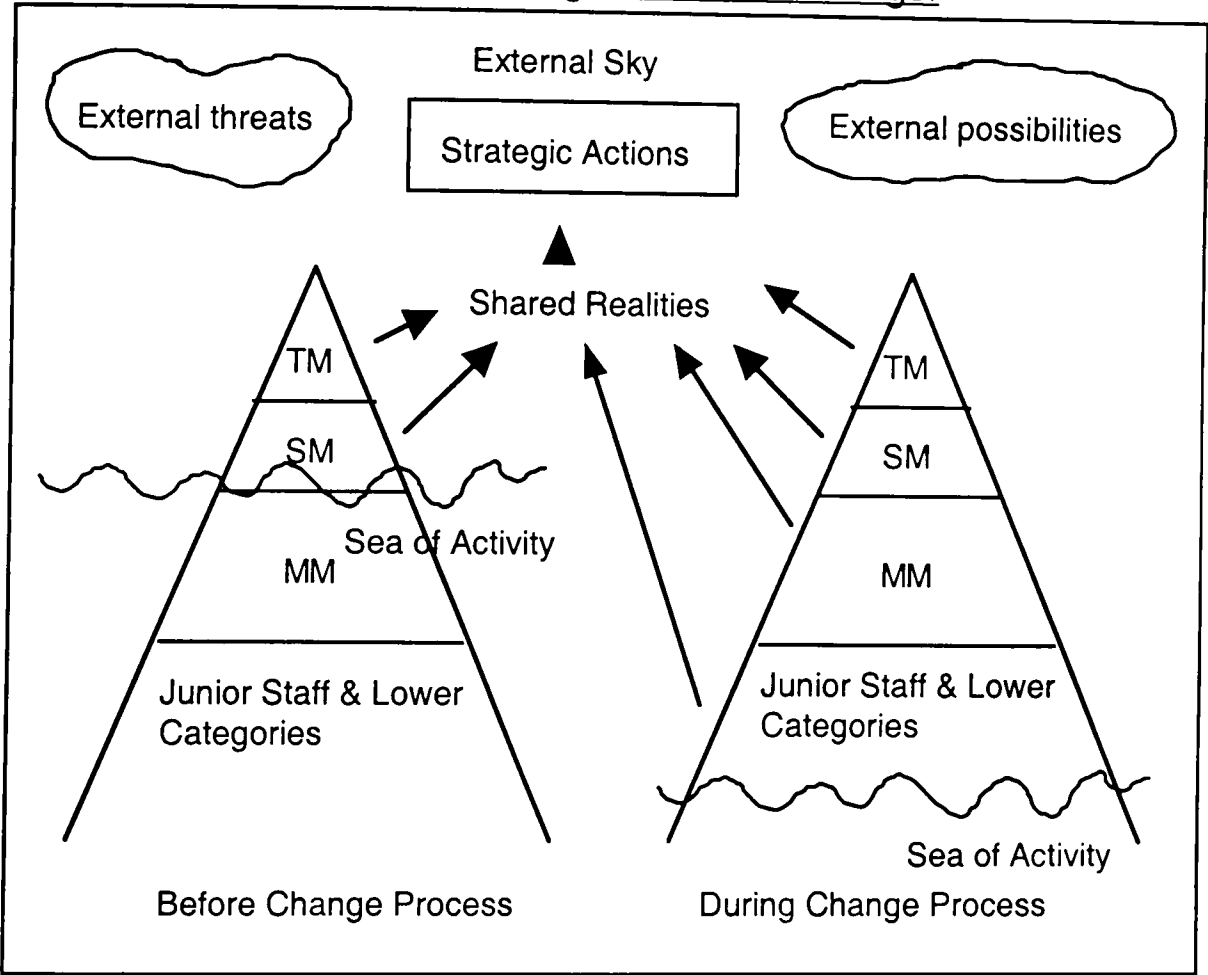 External Sky
External threats
Strategic Actions
External possibilities
Shared Realities
TM
SM
Sea of Activity
MM
Junior Staff & Lower
Categories
Before Change Process
TM
SM
MM
Junior Staff & Lower
Categories
Sea of Activity
During Change Process